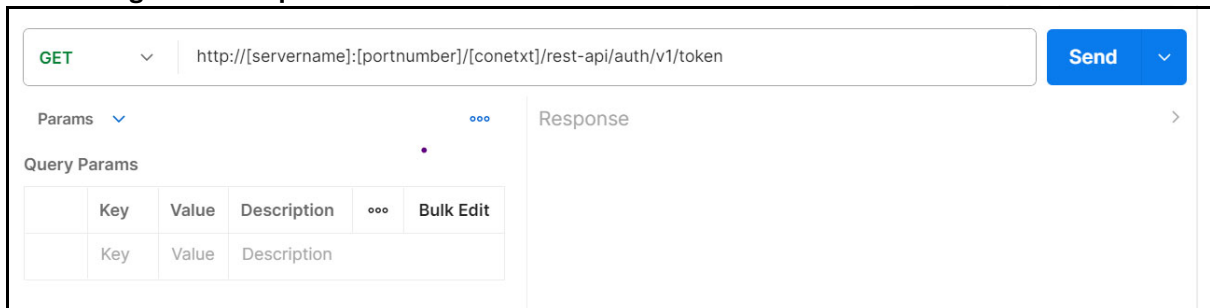 GET http://[servername]:[portnumber]/[conetxt]/rest-api/auth/v1/token Send
Params Response
Query Params
Key Value Description Bulk Edit
Key Value Description